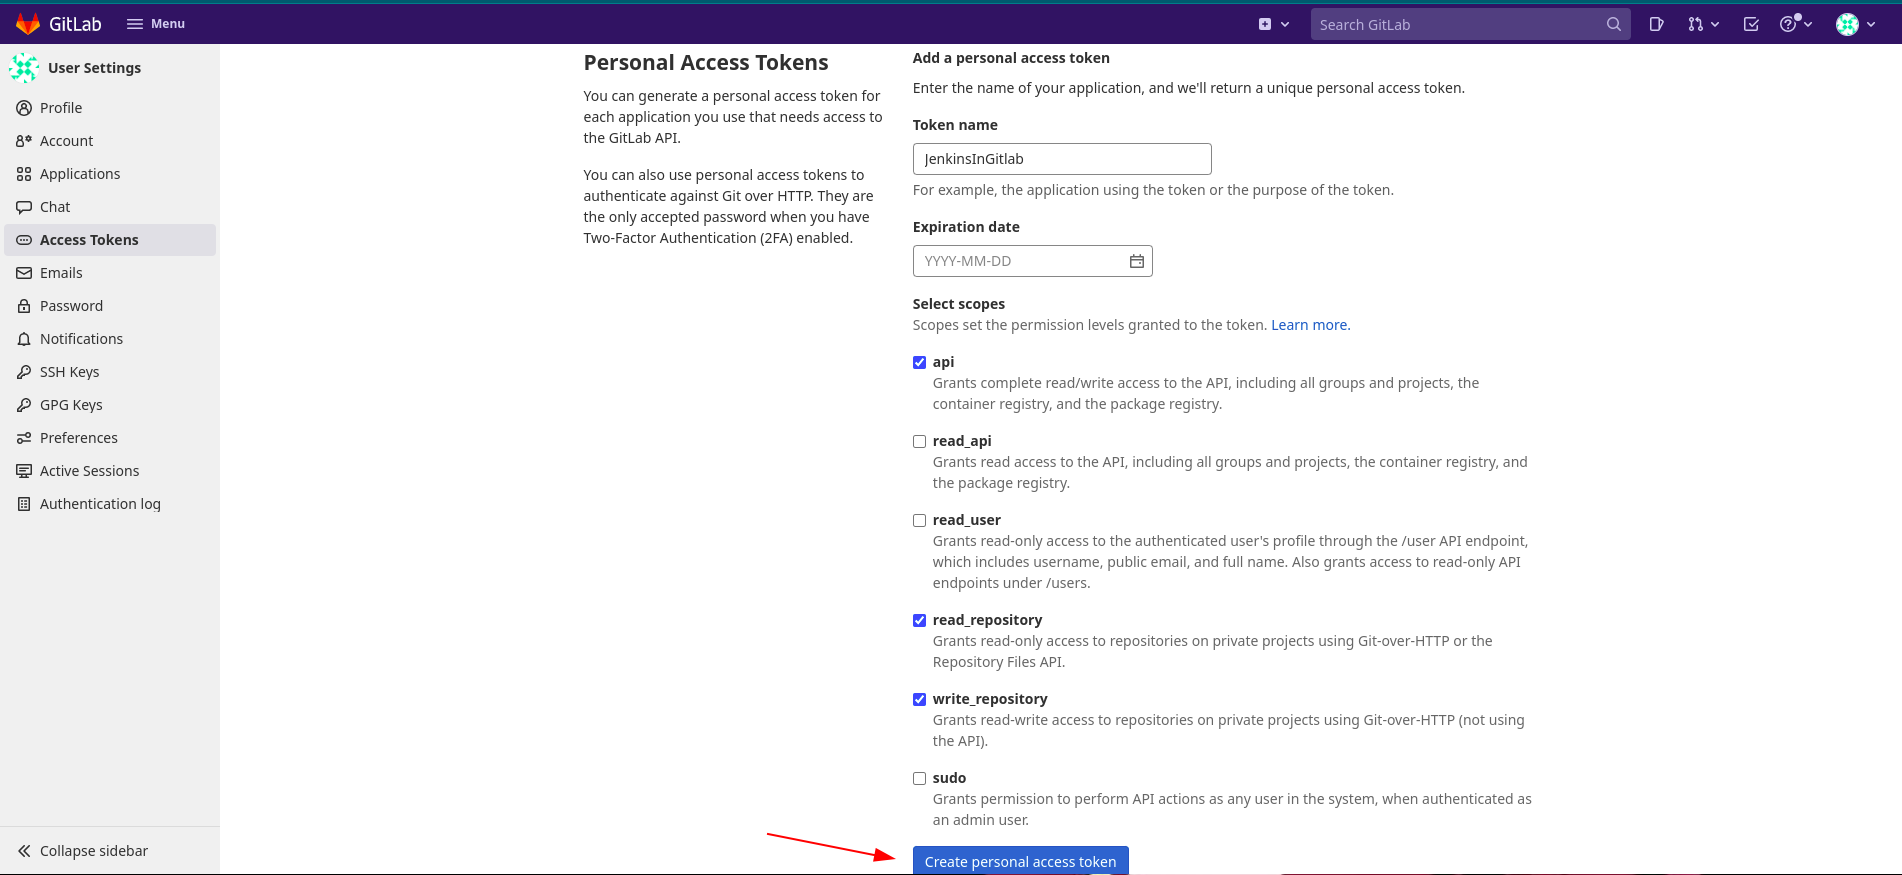 GitLab
Menu
Search GitLab
User Settings
Profile
Account
Applications
Chat
Access Tokens
Emails
Password
Notifications
SSH Keys
GPG Keys
Preferences
Active Sessions
Authentication log
Collapse sidebar
Personal Access Tokens
You can generate a personal access token for
each application you use that needs access to
the GitLab API.
You can also use personal access tokens to
authenticate against Git over HTTP. They are
the only accepted password when you have
Two-Factor Authentication (2FA) enabled.
Add a personal access token
Enter the name of your application, and we'll return a unique personal access token.
Token name
JenkinsInGitlab
For example, the application using the token or the purpose of the token.
Expiration date
YYYY-MM-DD
Select scopes
Scopes set the permission levels granted to the token. Learn more.
api
Grants complete read/write access to the API, including all groups and projects, the
container registry, and the package registry.
read_api
Grants read access to the API, including all groups and projects, the container registry, and
the package registry.
read_user
Grants read-only access to the authenticated user's profile through the /user API endpoint,
which includes username, public email, and full name. Also grants access to read-only API
endpoints under /users.
read_repository
Grants read-only access to repositories on private projects using Git-over-HTTP or the
Repository Files API.
write_repository
Grants read-write access to repositories on private projects using Git-over-HTTP (not using
the API).
sudo
Grants permission to perform API actions as any user in the system, when authenticated as
an admin user.
Create personal access token